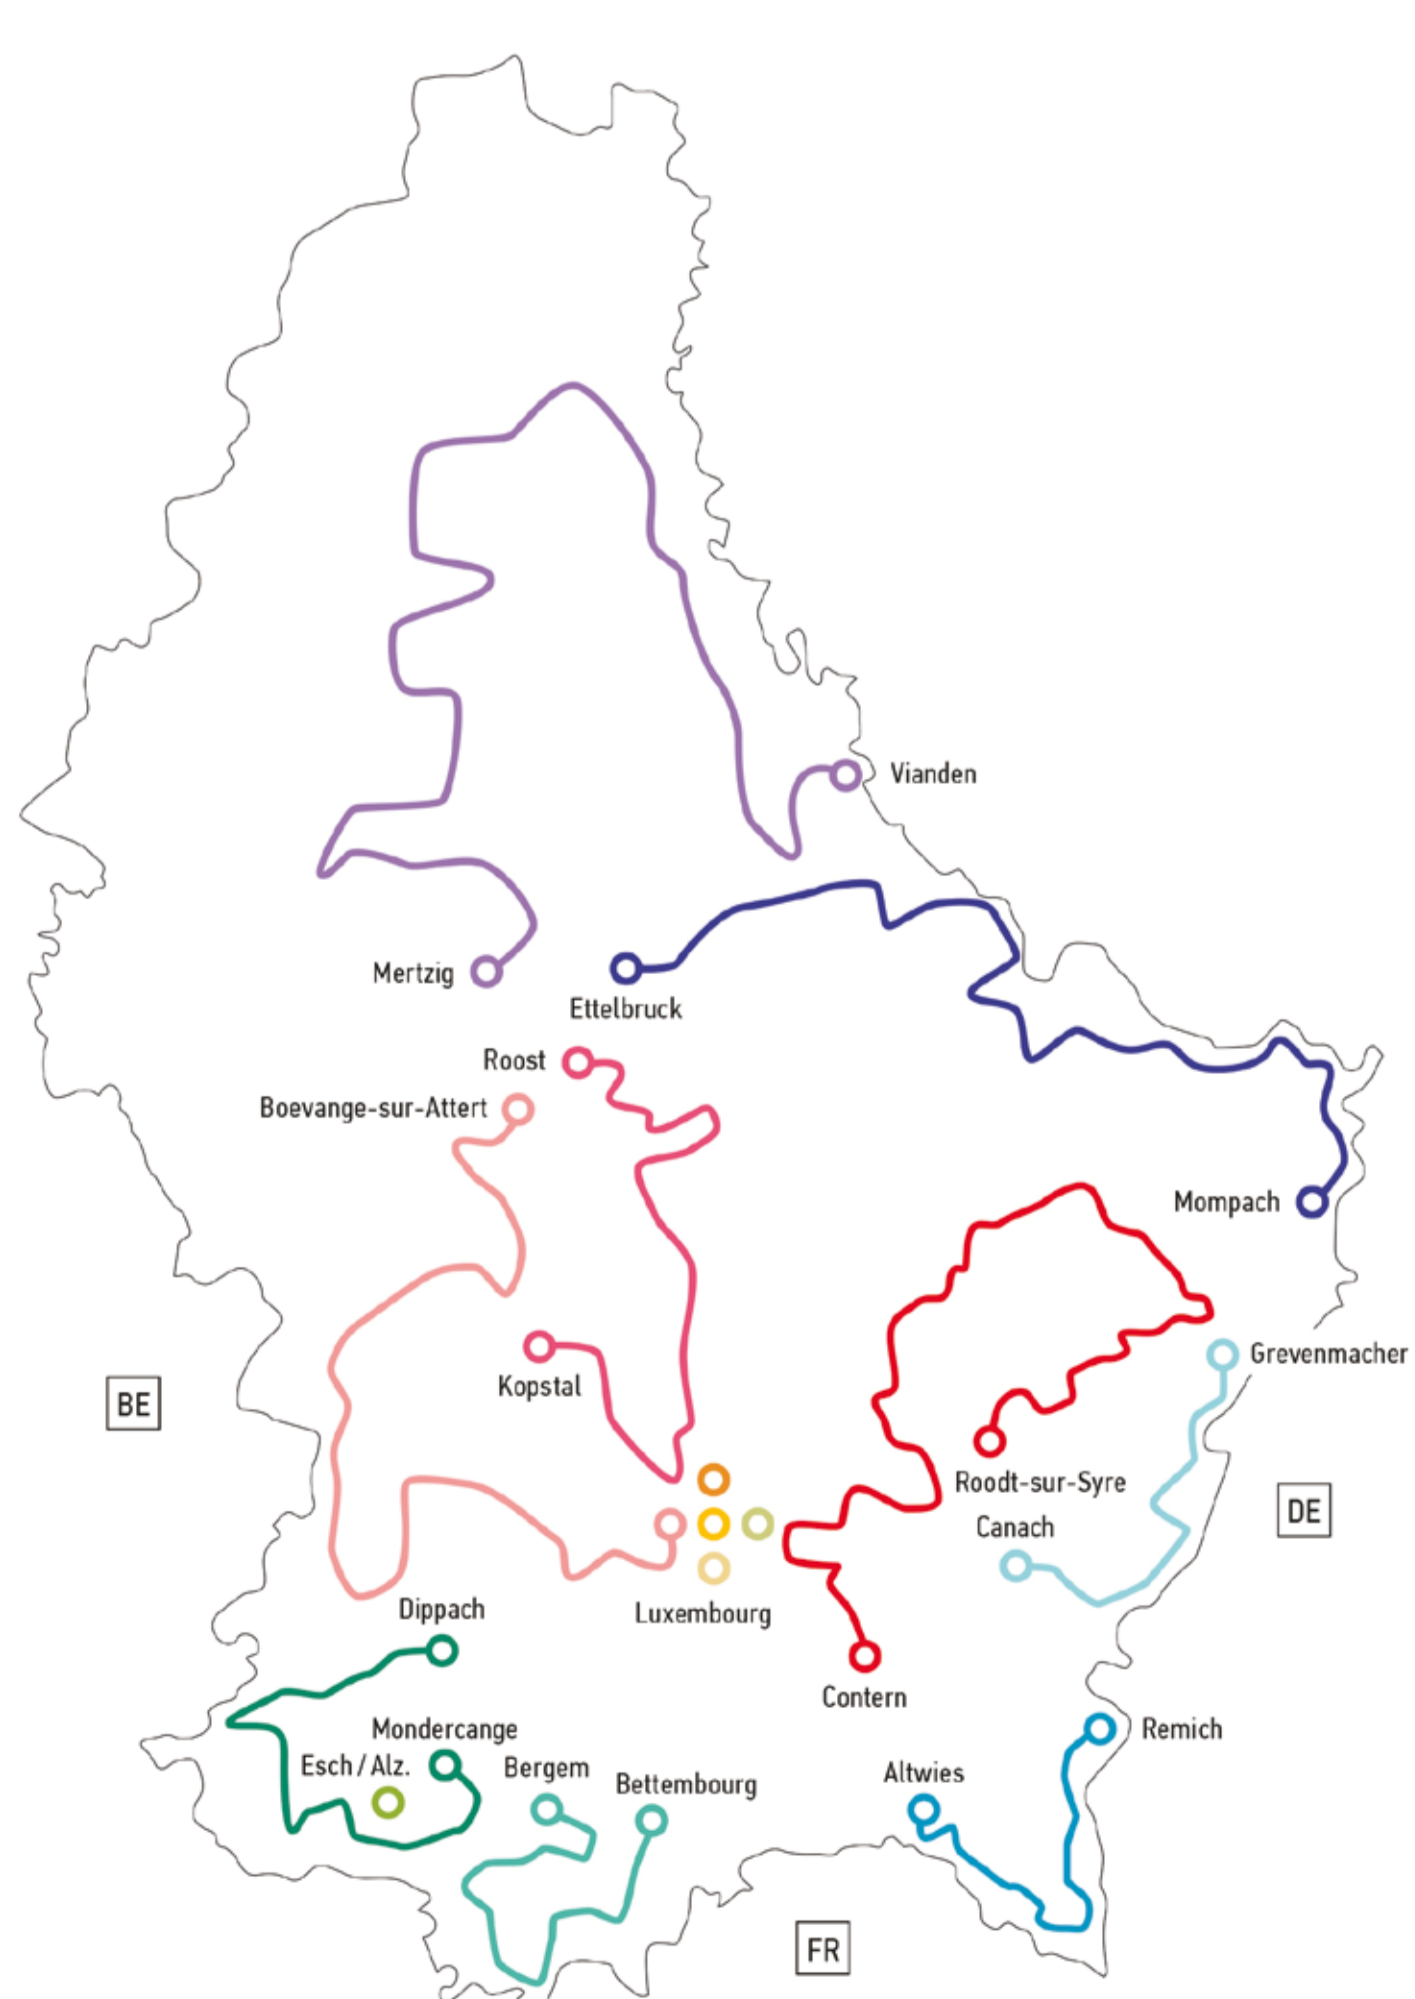 Vianden
Mertzig
Ettelbruck
Roost
Boevange-sur-Attert
Mompach
Grevenmacher
Kopstal
BE
Roodt-sur-Syre
DE
Canach
Dippach
Luxembourg
Contern
Mondercange
Remich
Esch / Alz.
Bergem
Altwies
Bettembourg
FR